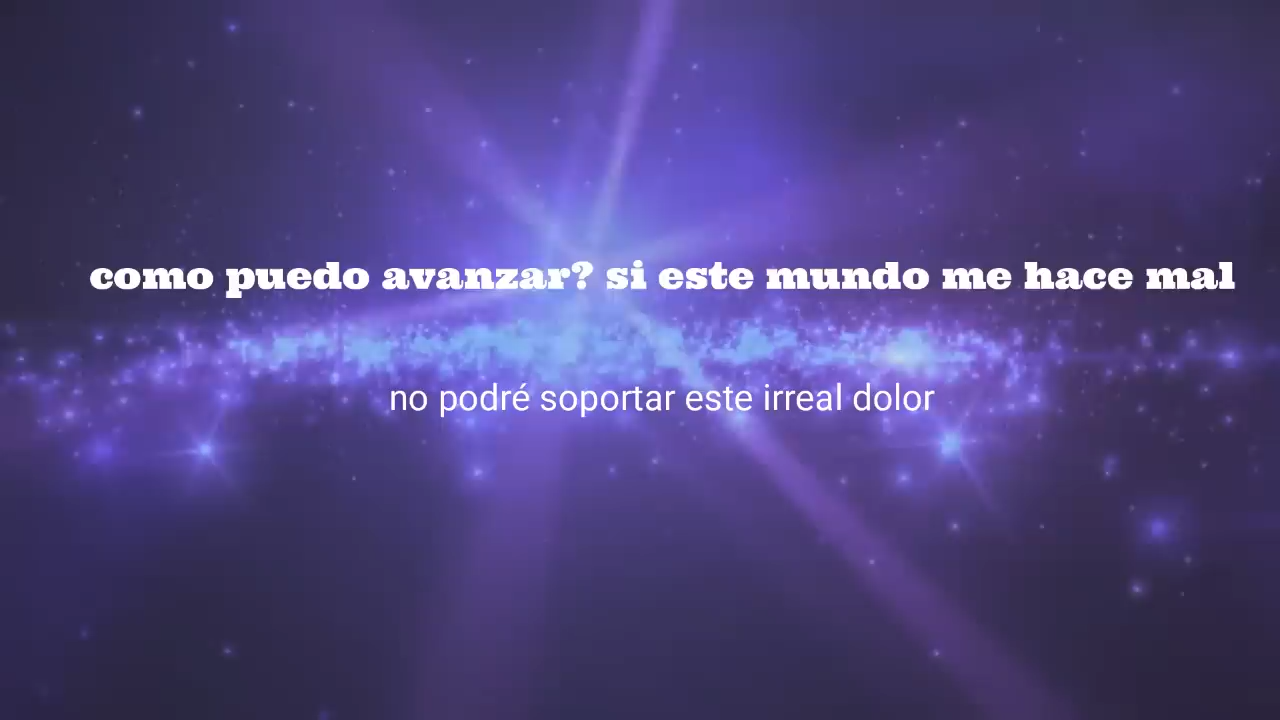 como puedo avanzar? si este mundo me hace mal
no podré soportar este irreal dolor